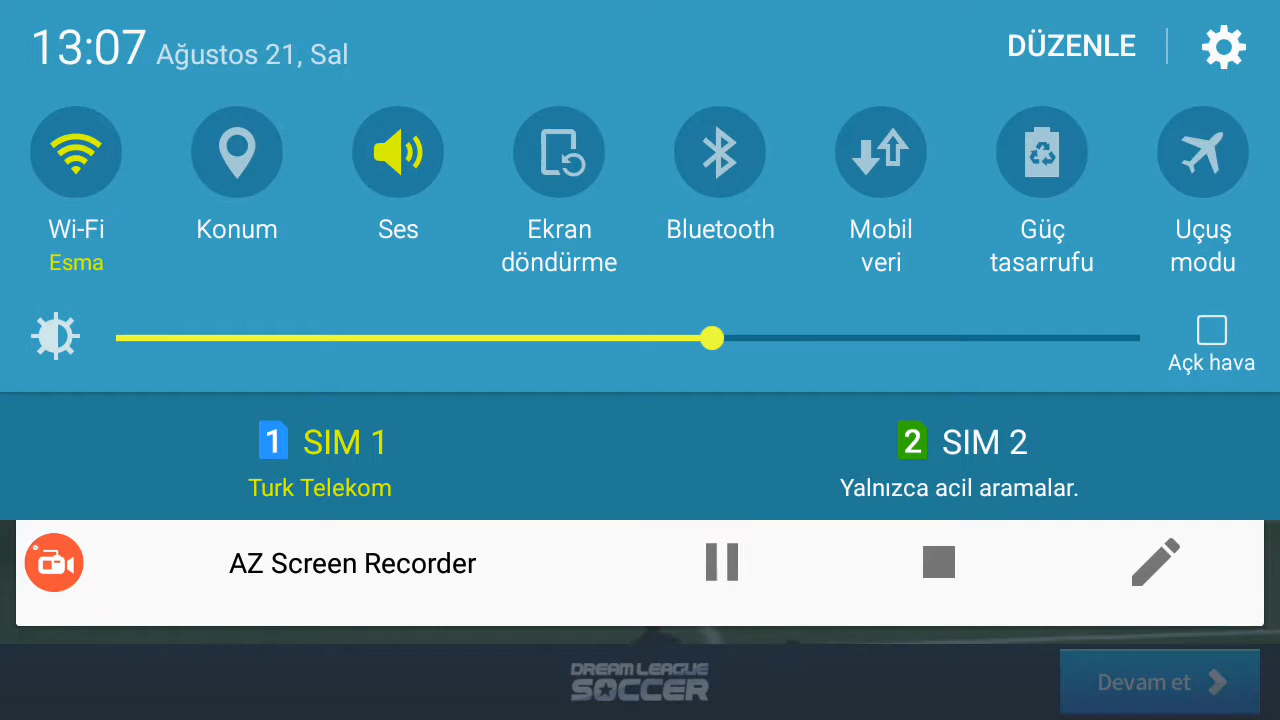 13:07 Ağustos 21, Sal
DÜZENLE
Wi-Fi
Esma
Konum
Ses
Ekran
döndürme
Bluetooth
Mobil
veri
Güç
tasarrufu
Uçuş
modu
Açk hava
1 SIM 1
Turk Telekom
2 SIM 2
Yalnızca acil aramalar.
AZ Screen Recorder
DREAM LEAGUE
SOCCER
Devam et